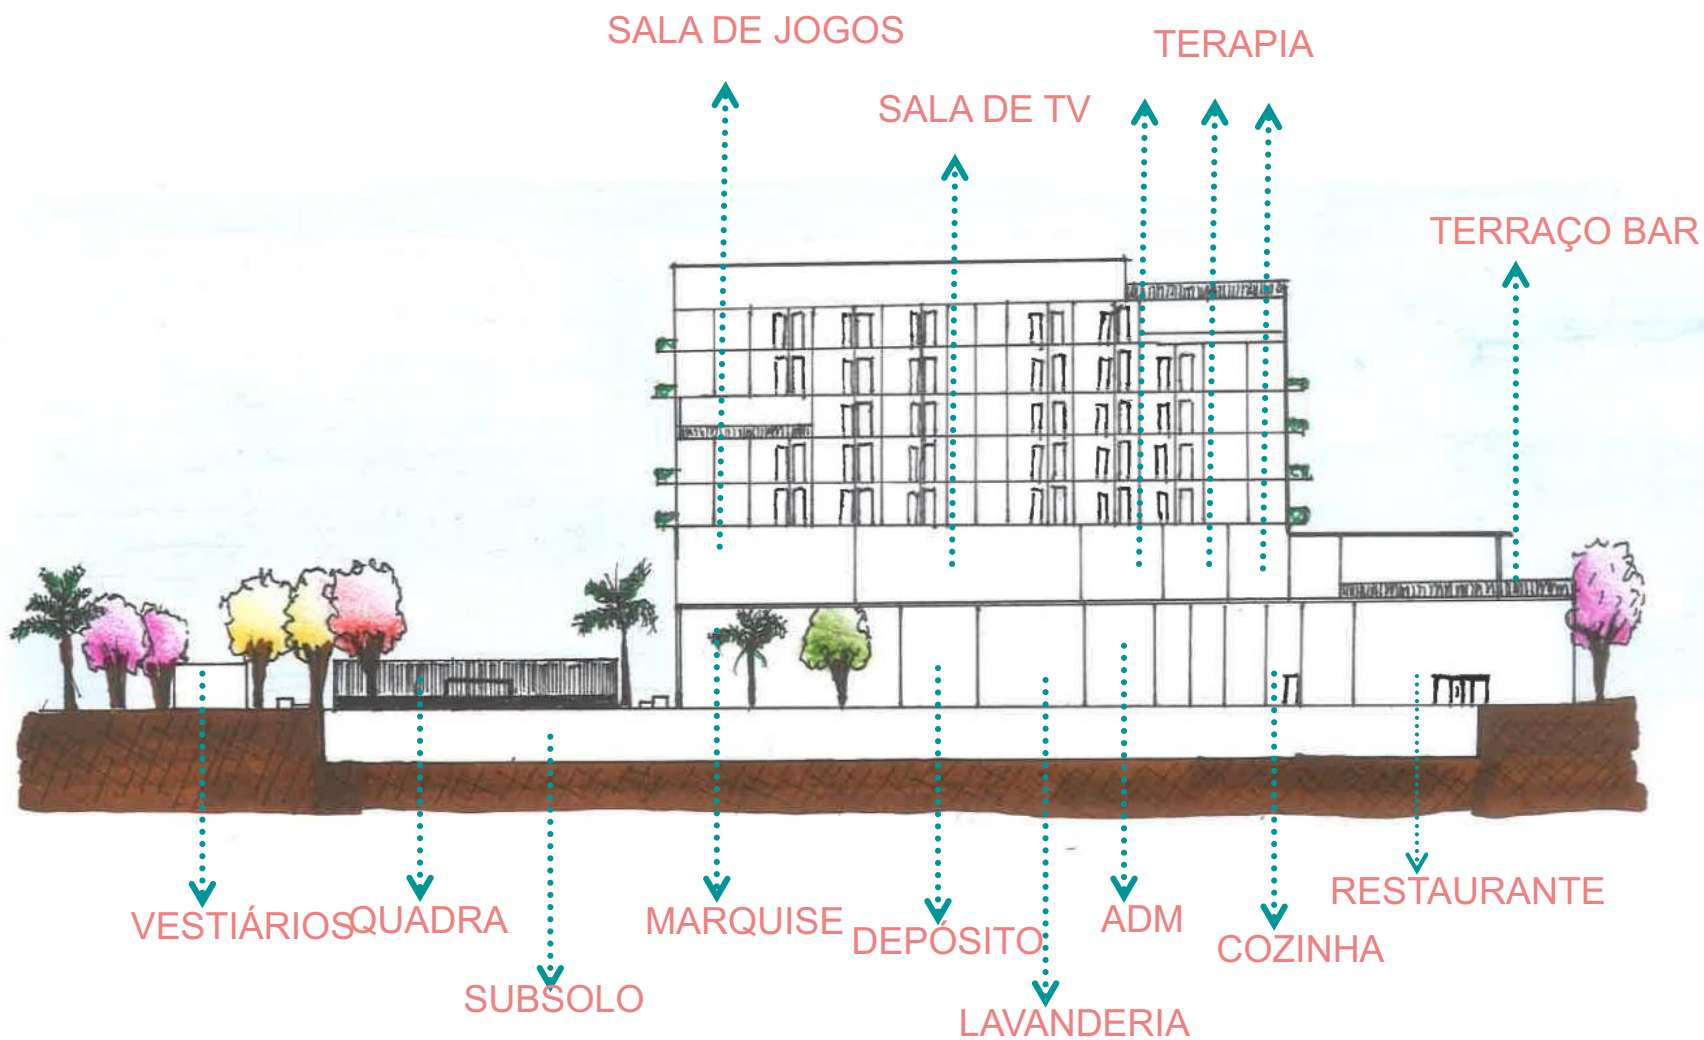 SALA DE JOGOS
TERAPIA
SALA DE TV
TERRAÇO BAR
RESTAURANTE
VESTIÁRIOS
QUADRA
MARQUISE
ADM
DEPÓSITO
COZINHA
SUBSOLO
LAVANDERIA